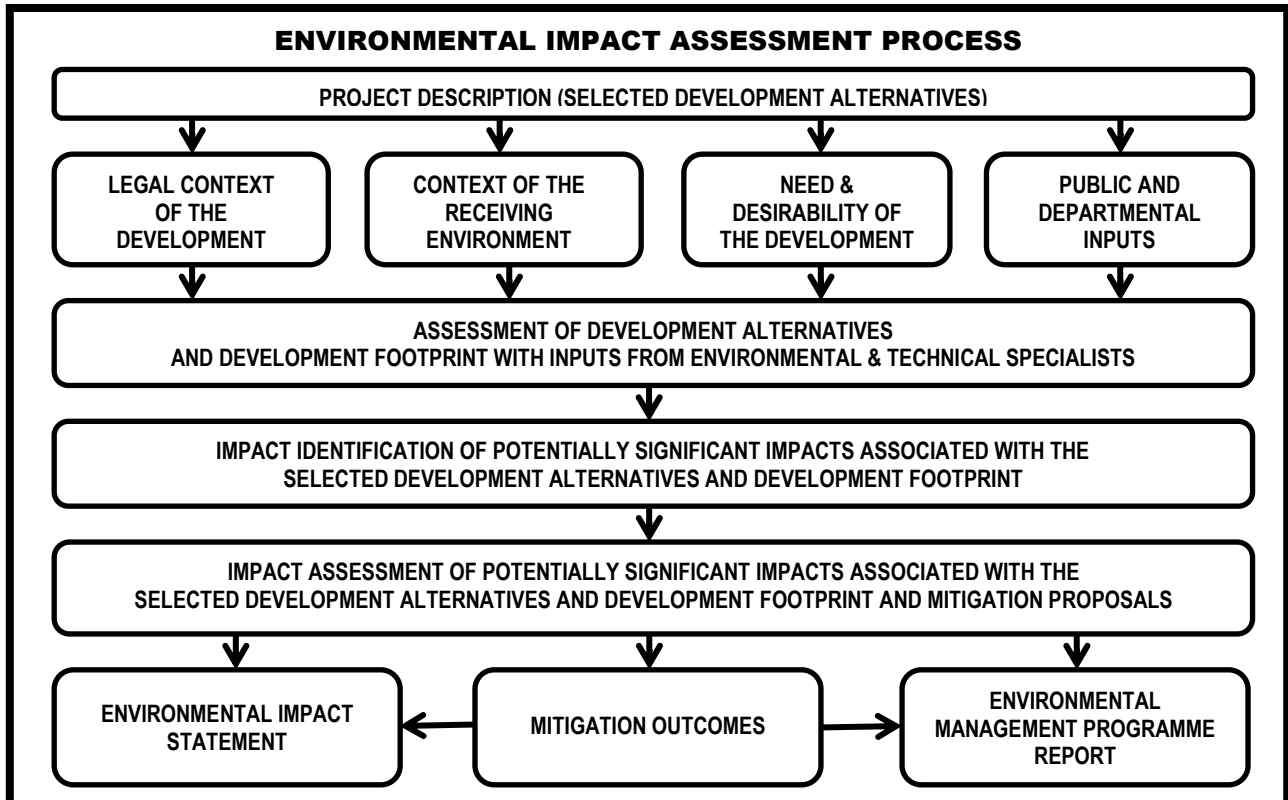 ENVIRONMENTAL IMPACT ASSESSMENT PROCESS
PROJECT DESCRIPTION (SELECTED DEVELOPMENT ALTERNATIVES)
LEGAL CONTEXT
OF THE
DEVELOPMENT
CONTEXT OF THE
RECEIVING
ENVIRONMENT
NEED &
DESIRABILITY OF
THE DEVELOPMENT
PUBLIC AND
DEPARTMENTAL
INPUTS
ASSESSMENT OF DEVELOPMENT ALTERNATIVES
AND DEVELOPMENT FOOTPRINT WITH INPUTS FROM ENVIRONMENTAL & TECHNICAL SPECIALISTS
IMPACT IDENTIFICATION OF POTENTIALLY SIGNIFICANT IMPACTS ASSOCIATED WITH THE
SELECTED DEVELOPMENT ALTERNATIVES AND DEVELOPMENT FOOTPRINT
IMPACT ASSESSMENT OF POTENTIALLY SIGNIFICANT IMPACTS ASSOCIATED WITH THE
SELECTED DEVELOPMENT ALTERNATIVES AND DEVELOPMENT FOOTPRINT AND MITIGATION PROPOSALS
ENVIRONMENTAL IMPACT
STATEMENT
MITIGATION OUTCOMES
ENVIRONMENTAL
MANAGEMENT PROGRAMME
REPORT